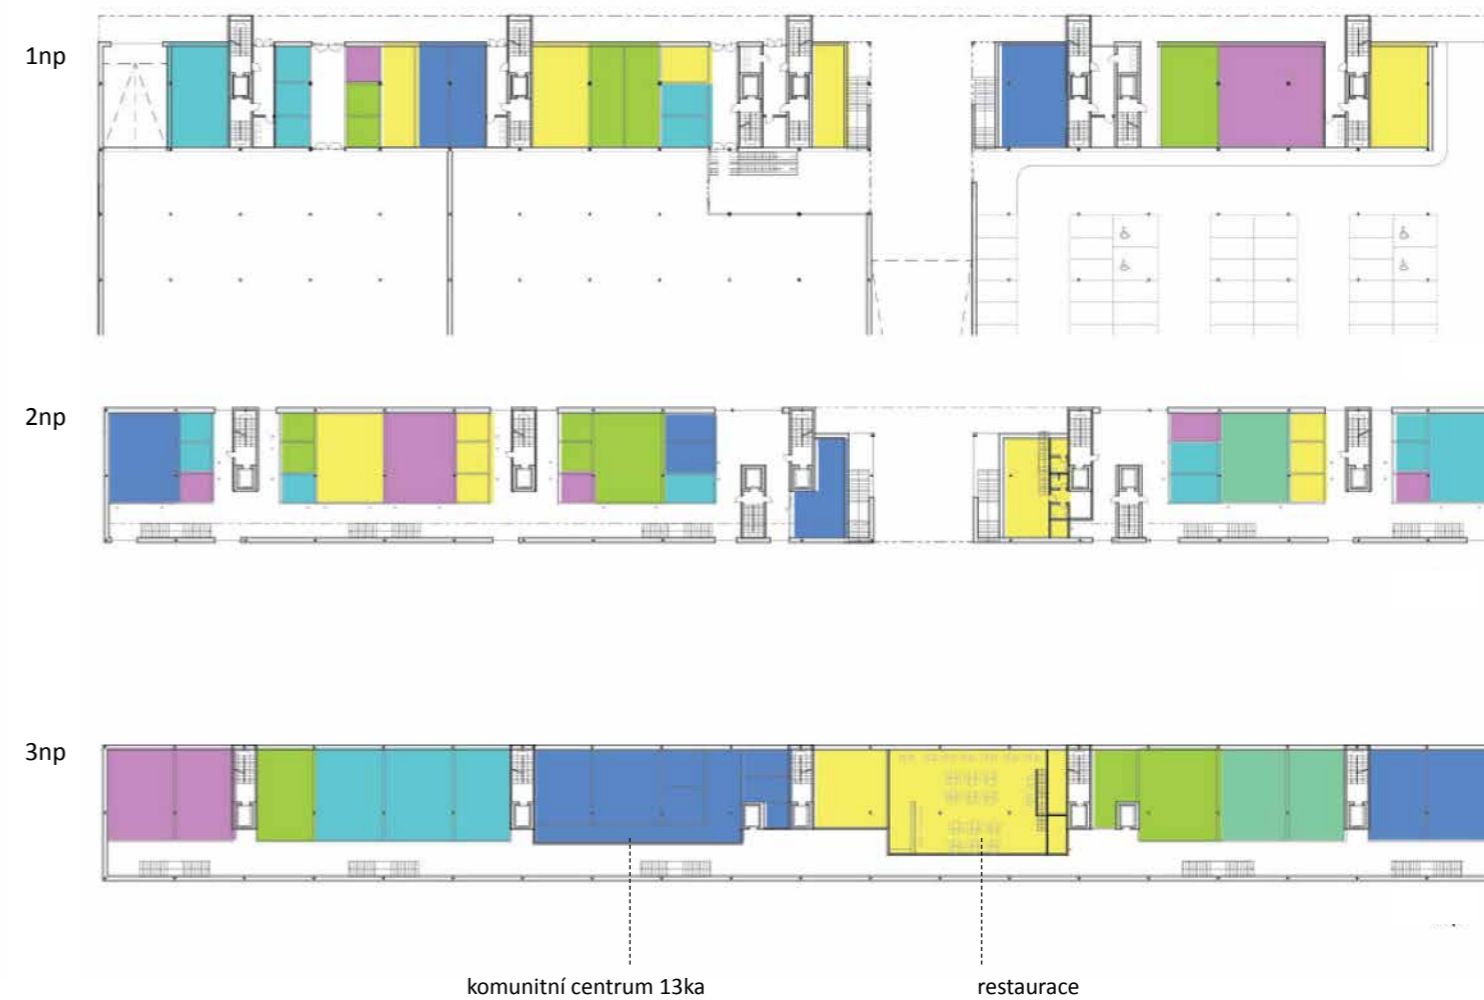 1np
2np
3np
komunitní centrum 13ka
restaurace